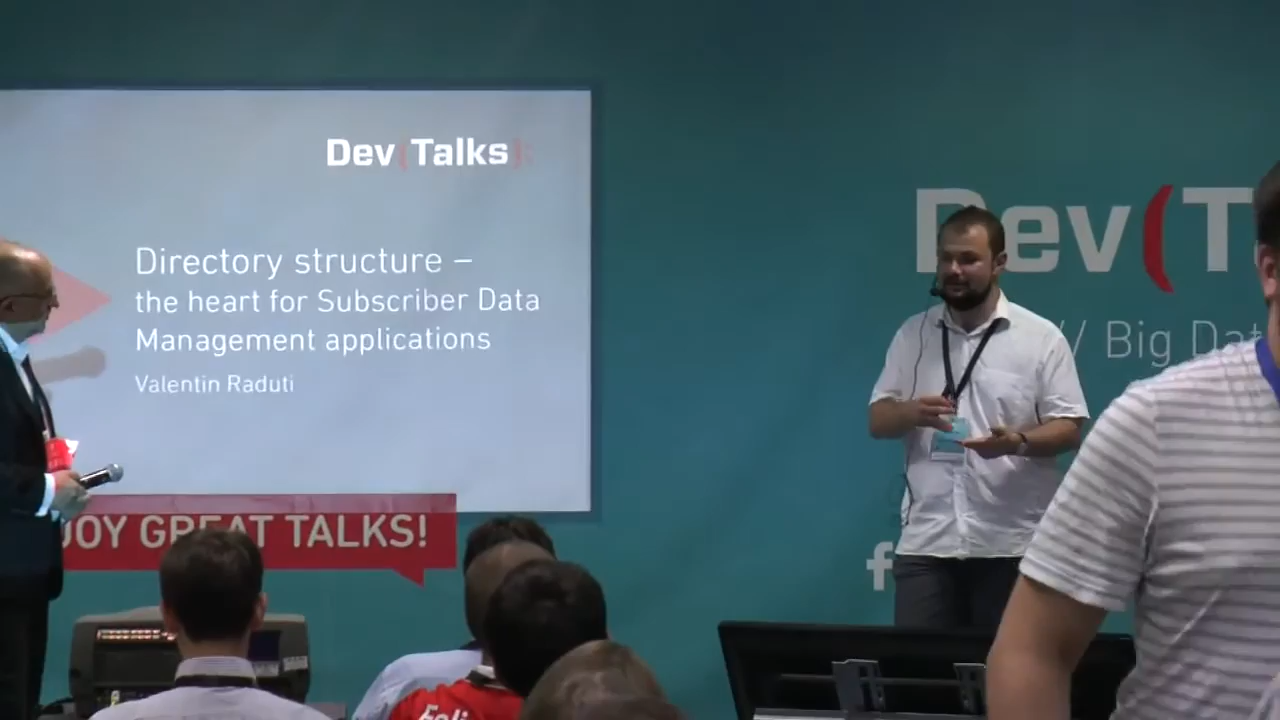 Dev(Talks):
Directory structure –
the heart for Subscriber Data
Management applications
Valentin Raduti
JOY GREAT TALKS!
Dev(T
// Big Dat
f
Feli